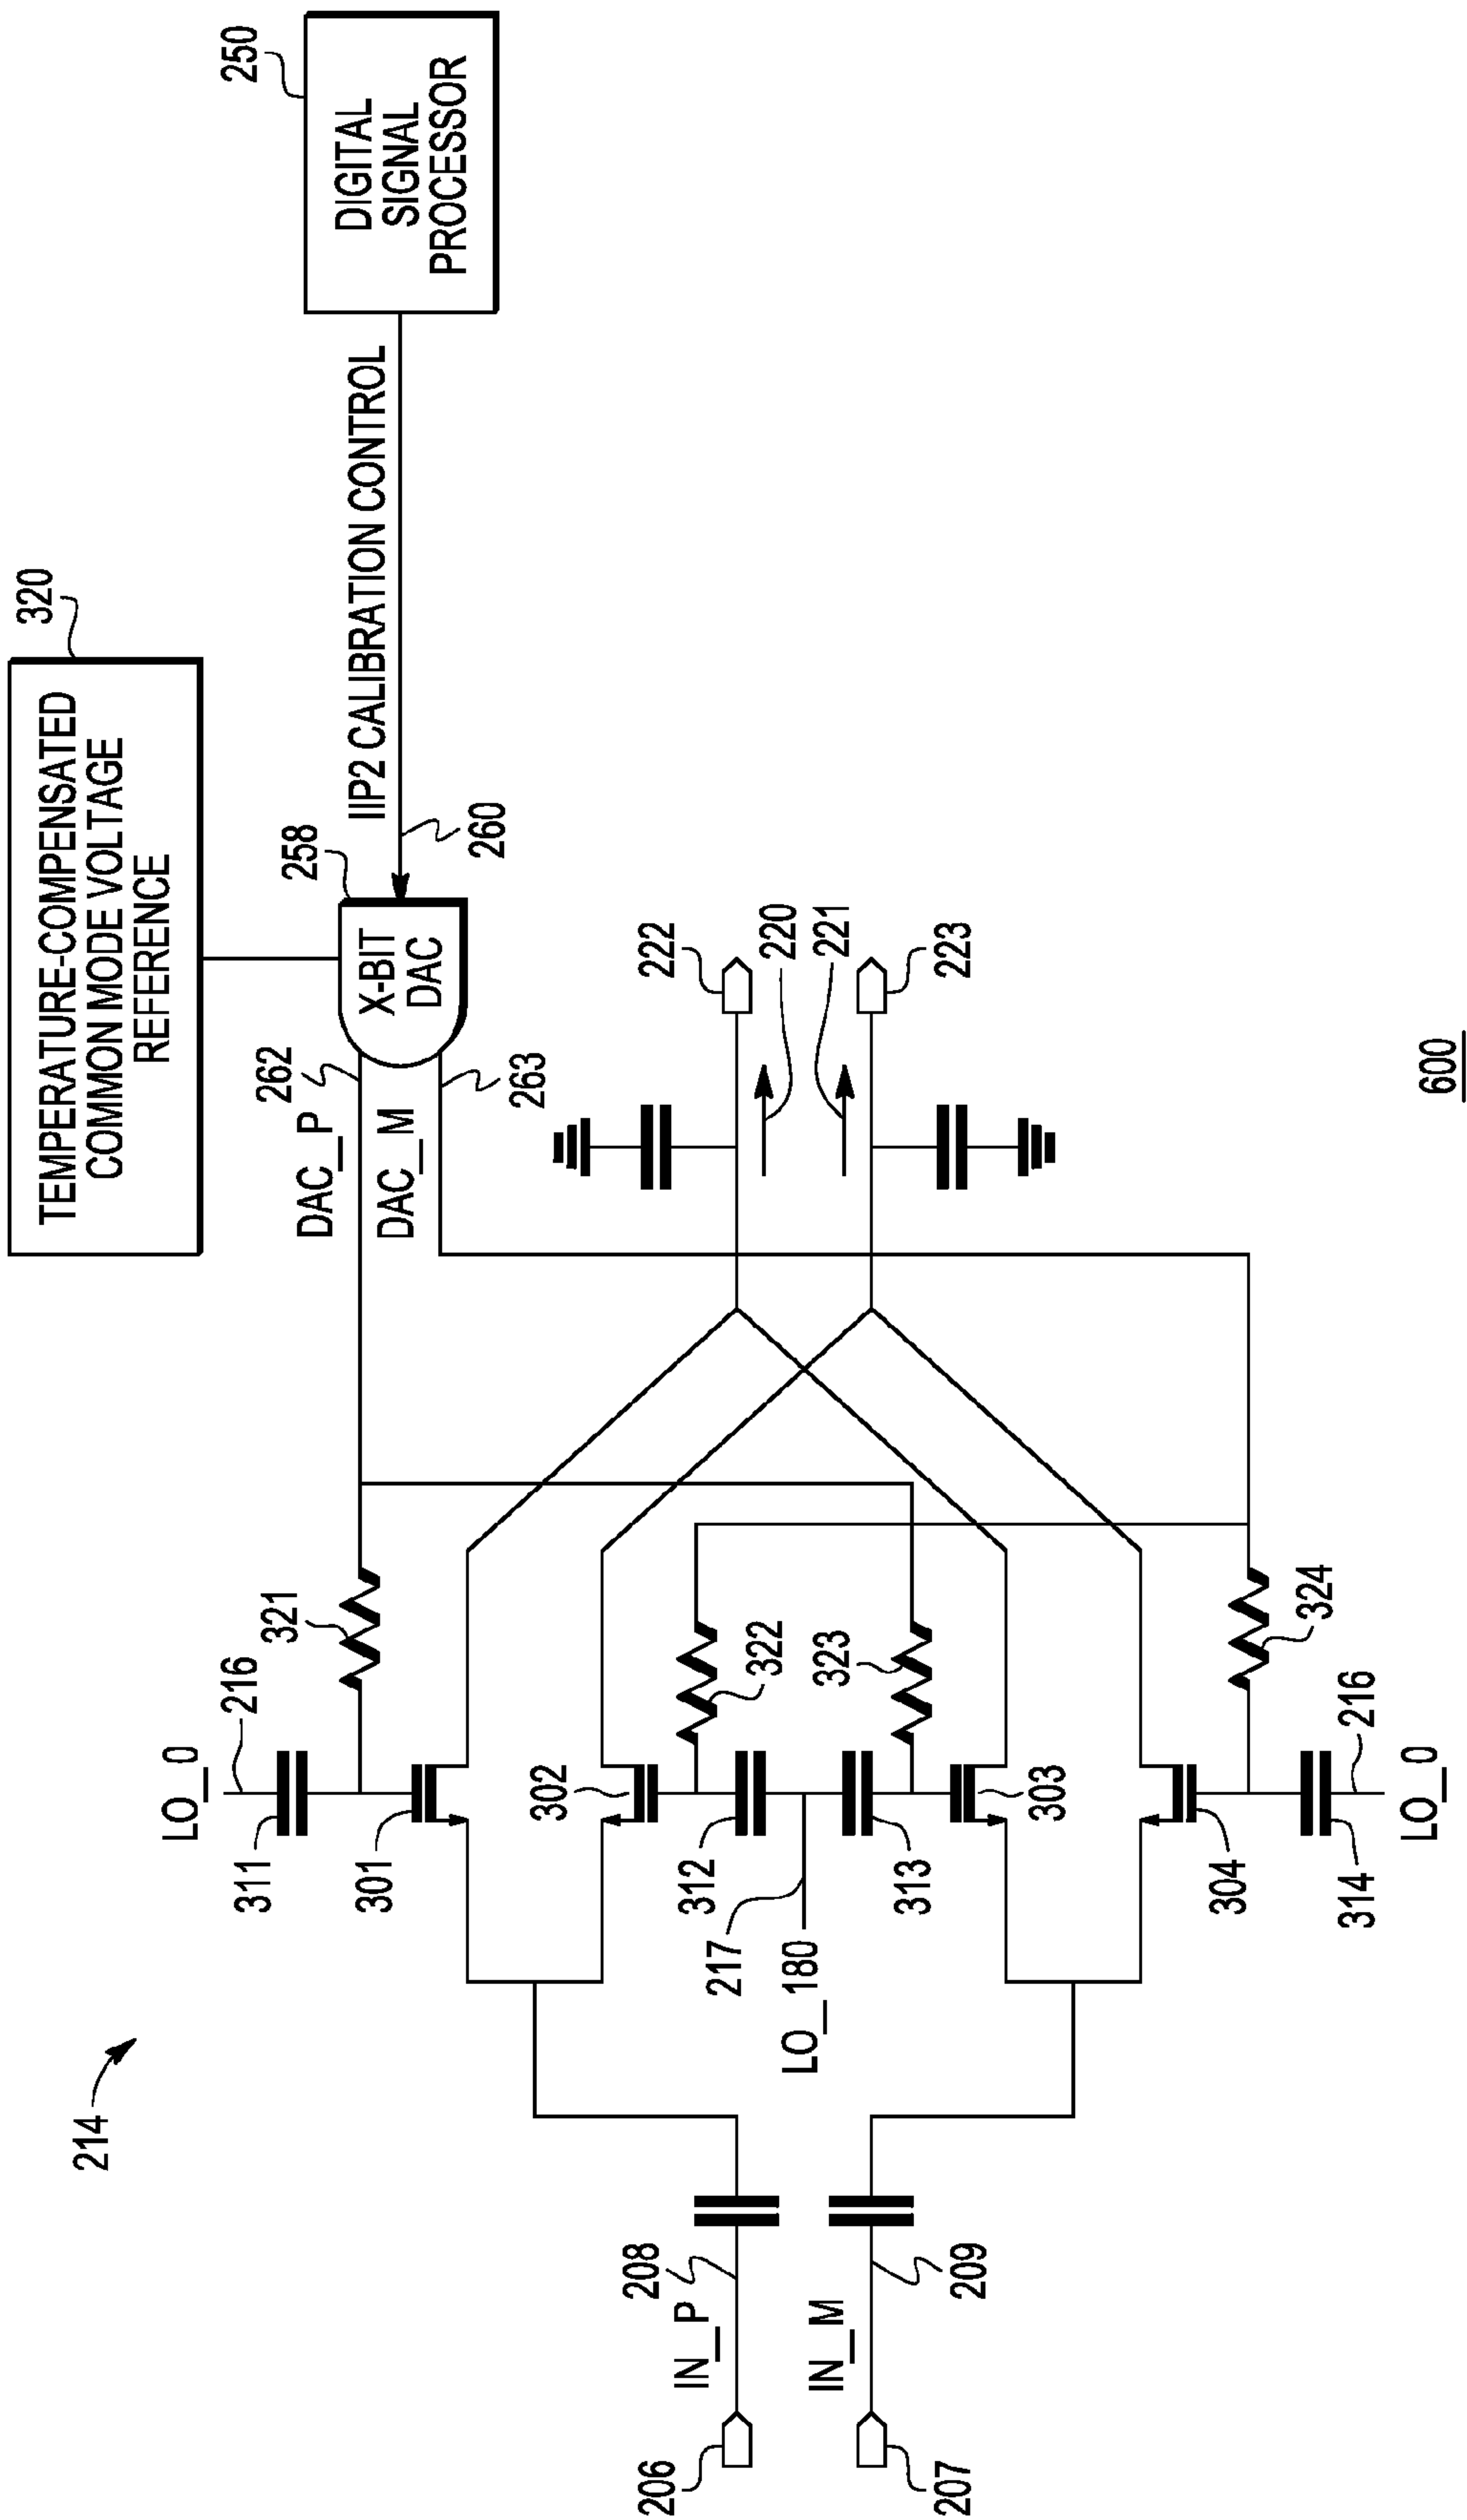 214
206
207
IN_P
IN_M
208
209
LO_0
216
311
301
321
302
312
322
217
LO_180
313
323
303
304
324
314
216
LO_0
TEMPERATURE-COMPENSATED
COMMON MODE VOLTAGE
REFERENCE
320
DAC_P
262
DAC_M
263
X-BIT
DAC
258
IIP2 CALIBRATION CONTROL
260
DIGITAL
SIGNAL
PROCESSOR
250
222
220
221
223
600